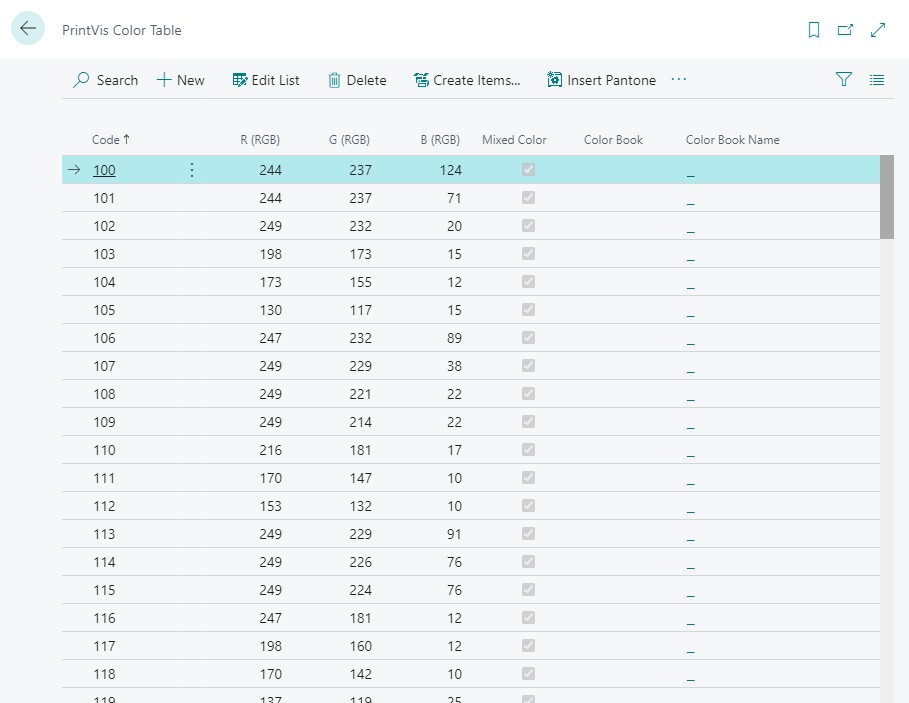 PrintVis Color Table
Search New Edit List Delete Create Items... Insert Pantone ...
Code ↑ R (RGB) G (RGB) B (RGB) Mixed Color Color Book Color Book Name
100 244 237 124 _
101 244 237 71 _
102 249 232 20 _
103 198 173 15 _
104 173 155 12 _
105 130 117 15 _
106 247 232 89 _
107 249 229 38 _
108 249 221 22 _
109 249 214 22 _
110 216 181 17 _
111 170 147 10 _
112 153 132 10 _
113 249 229 91 _
114 249 226 76 _
115 249 224 76 _
116 247 181 12 _
117 198 160 12 _
118 170 142 10 _
119 137 119 25